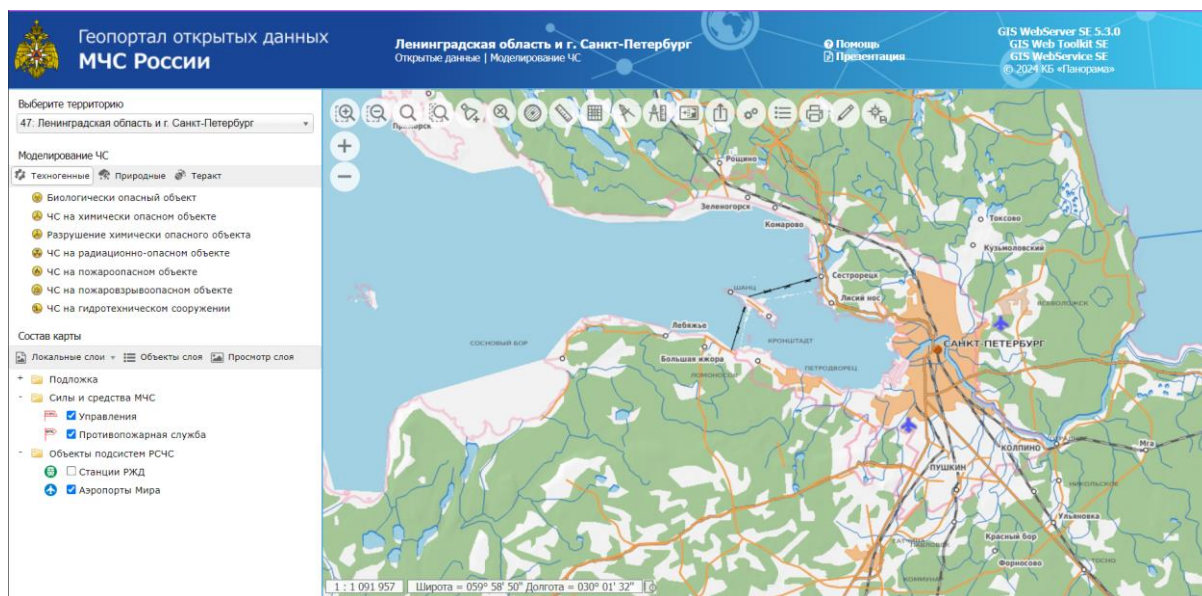 Геопортал открытых данных
МЧС России
Ленинградская область и г. Санкт-Петербург
Открытые данные | Моделирование ЧС
Помощь
Презентация
GIS WebServer SE 5.3.0
GIS Web Toolkit SE
GIS WebService SE
© 2024 КБ «Панорама»
Выберите территорию
47: Ленинградская область и г. Санкт-Петербург
Моделирование ЧС
Техногенные Природные Теракт
Биологически опасный объект
ЧС на химически опасном объекте
Разрушение химически опасного объекта
ЧС на радиационно-опасном объекте
ЧС на пожароопасном объекте
ЧС на пожаровзрывоопасном объекте
ЧС на гидротехническом сооружении
Состав карты
Локальные слои Объекты слоя Просмотр слоя
+ Подложка
- Силы и средства МЧС
Управления
Противопожарная служба
- Объекты подсистем РСЧС
Станции РЖД
Аэропорты Мира
Рощино
Зеленогорск
Комарово
Токсово
Кузьмоловский
Сестрорецк
ШАНЦ
Лисий нос
ВСЕВОЛОЖСК
Лебяжье
СОСНОВЫЙ БОР
КРОНШТАДТ
САНКТ-ПЕТЕРБУРГ
Большая ижора
ЛОМОНОСОВ
ПЕТРОДВОРЕЦ
КОЛПИНО
Мга
ПУШКИН
НИКОЛЬСКОЕ
Ульяновка
Красный бор
ТОСНО
Форносово
КОММУНАР
1 : 1 091 957 Широта = 059° 58' 50" Долгота = 030° 01' 32"